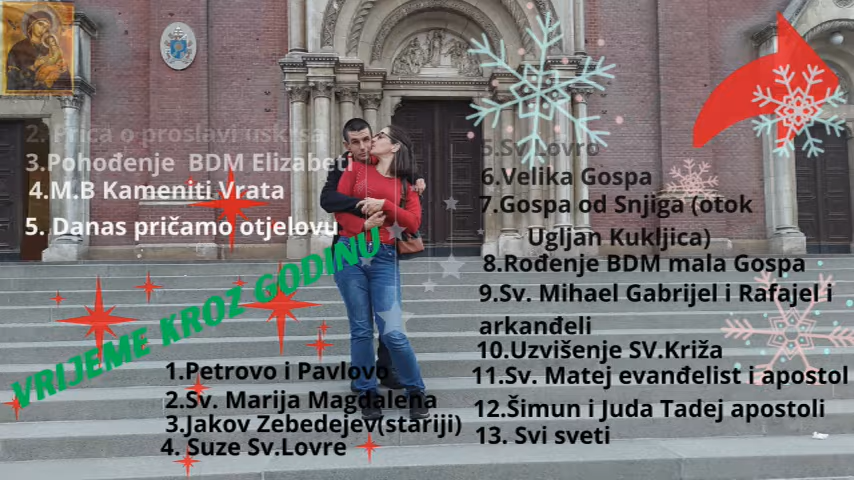 2. Priča o proslavi uskrsa
3.Pohođenje BDM Elizabeti
4.M.B Kameniti Vrata
5. Danas pričamo otjelovu
VRIJEME KROZ GODINU
1.Petrovo i Pavlovo
2.Sv. Marija Magdalena
3.Jakov Zebedejev(stariji)
4. Suze Sv.Lovre
5.Sv Lovro
6.Velika Gospa
7.Gospa od Snjiga (otok
Ugljan Kukljica)
8.Rođenje BDM mala Gospa
9.Sv. Mihael Gabrijel i Rafajel i
arkanđeli
10.Uzvišenje SV.Križa
11.Sv. Matej evanđelist i apostol
12.Šimun i Juda Tadej apostoli
13. Svi sveti